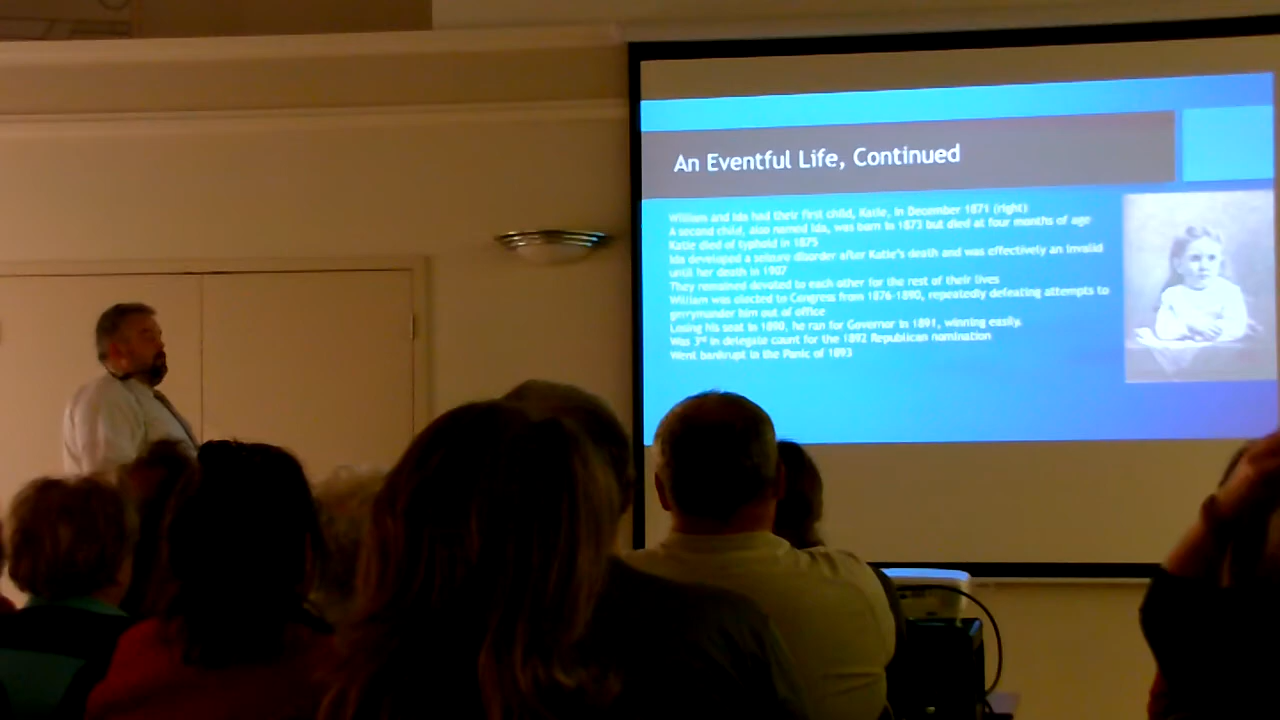 An Eventful Life, Continued
William and Ida had their first child, Katie, in December 1871 (right)
A second child, also named Ida, was born in 1873 but died at four months of age
Katie died of typhoid in 1875
Ida developed a seizure disorder after Katie's death and was effectively an invalid
until her death in 1907
They remained devoted to each other for the rest of their lives
William was elected to Congress from 1876-1890, repeatedly defeating attempts to
gerrymander him out of office
Losing his seat in 1890, he ran for Governor in 1891, winning easily.
Was 3rd in delegate count for the 1892 Republican nomination
Went bankrupt in the Panic of 1893